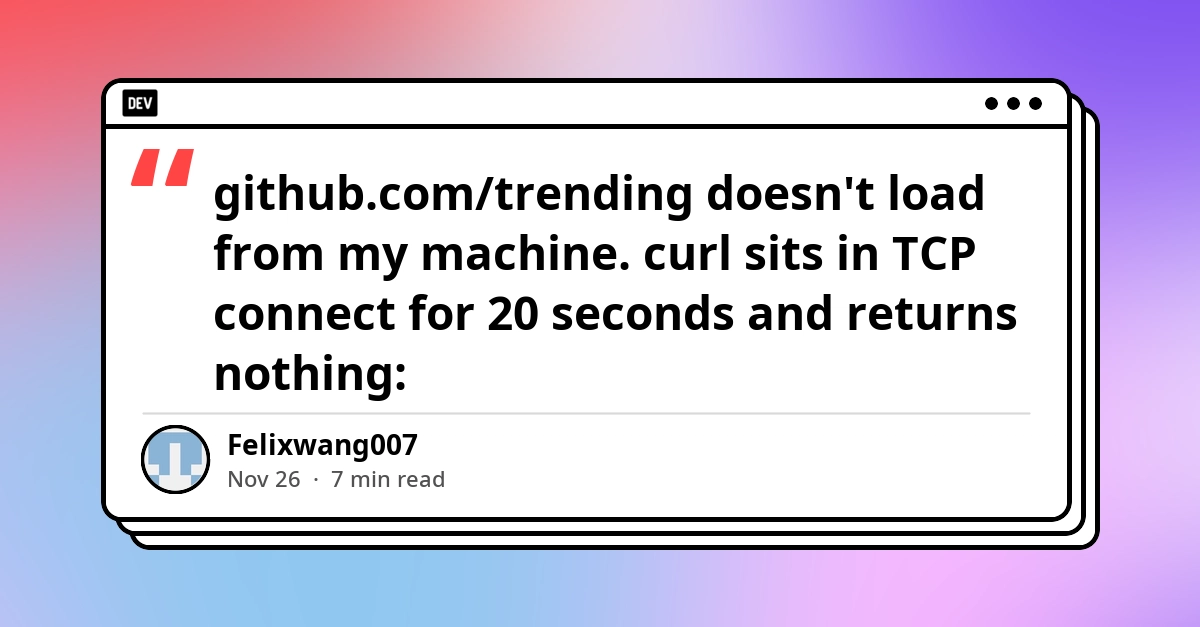 DEV
“
github.com/trending doesn't load
from my machine. curl sits in TCP
connect for 20 seconds and returns
nothing:
Felixwang007
Nov 26 · 7 min read